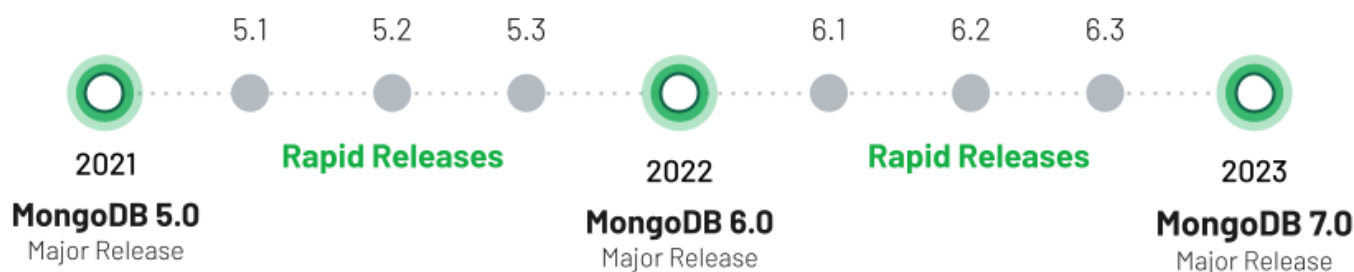 5.1
5.2
5.3
6.1
6.2
6.3
Rapid Releases
Rapid Releases
2021
2022
2023
MongoDB 5.0
Major Release
MongoDB 6.0
Major Release
MongoDB 7.0
Major Release